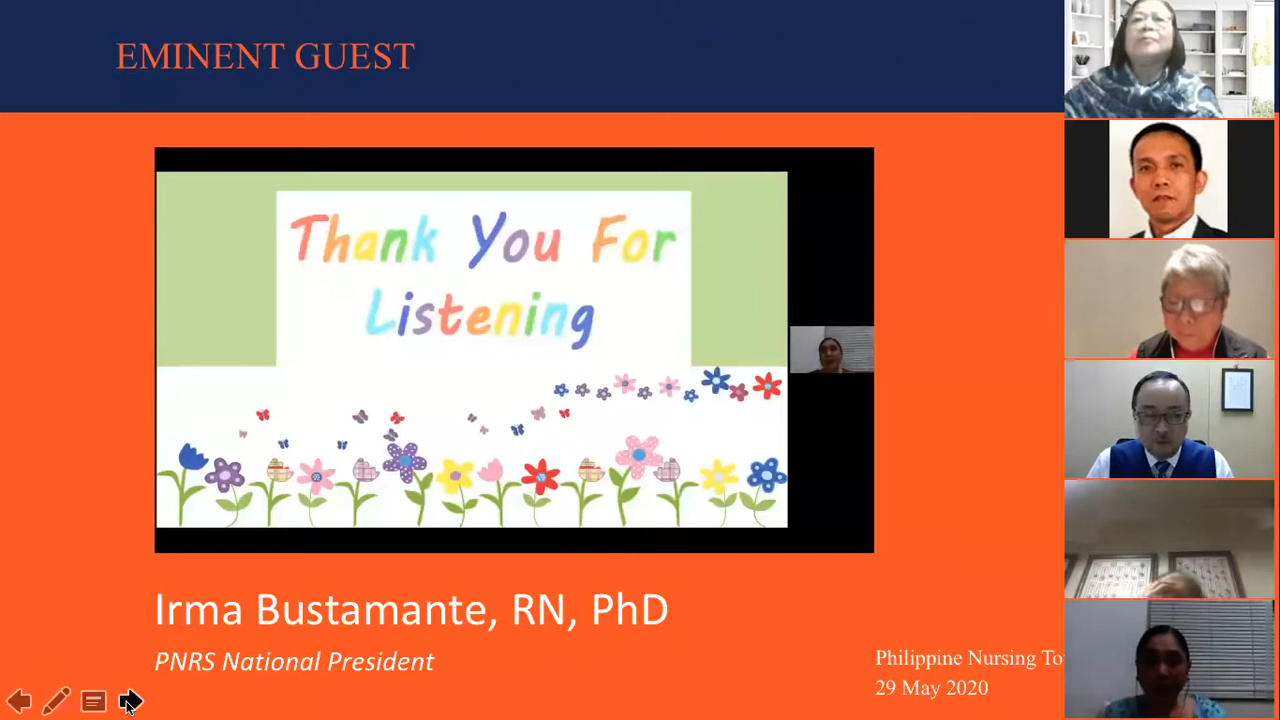 EMINENT GUEST
Thank You For
Listening
Irma Bustamante, RN, PhD
PNRS National President
Philippine Nursing To
29 May 2020